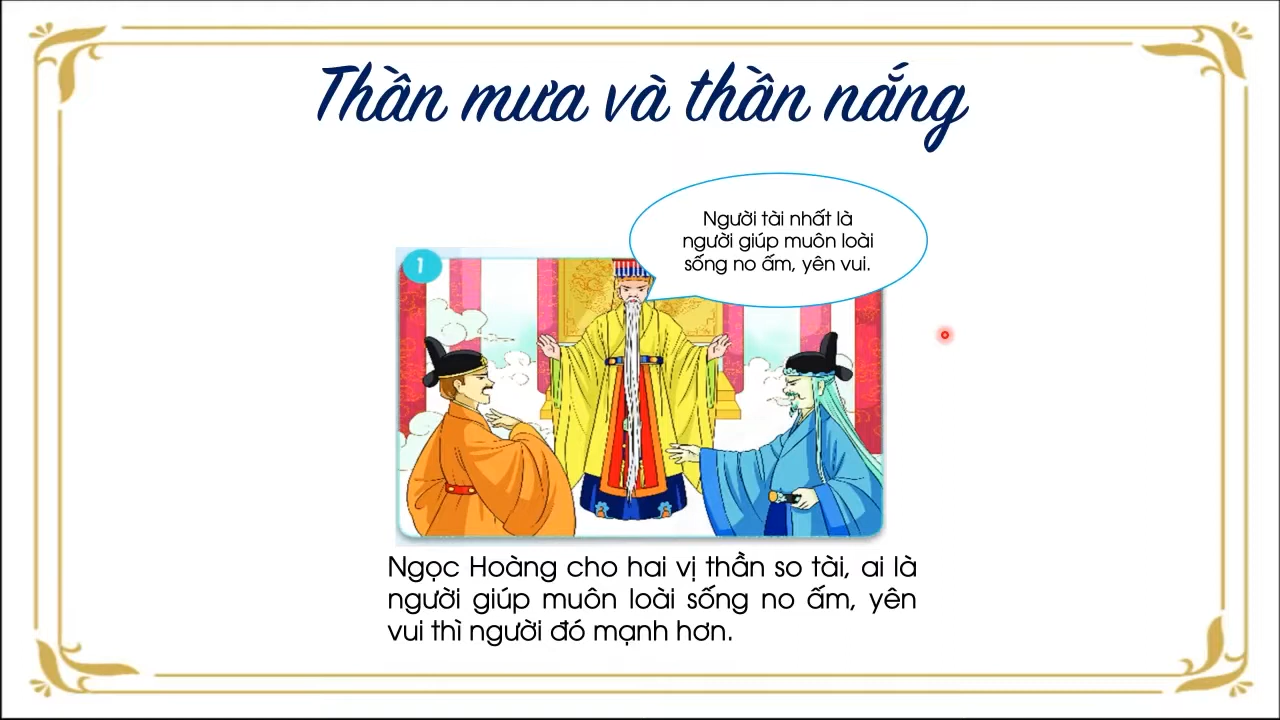 Thần mưa và thần nắng
Người tài nhất là
người giúp muôn loài
sống no ấm, yên vui.
1
Ngọc Hoàng cho hai vị thần so tài, ai là
người giúp muôn loài sống no ấm, yên
vui thì người đó mạnh hơn.